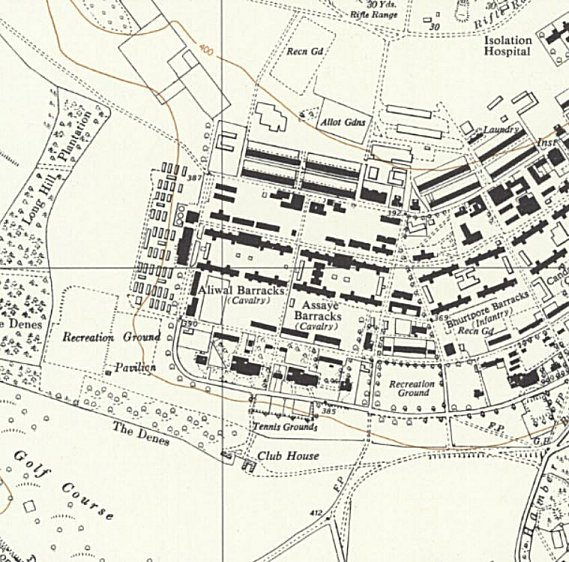 30 Yds.
Rifle Range
30
Rifle
Isolation
Hospital
Recn Gd
400
Allot Gdns
Laundry
Inst
Long Hill Plantation
387
392
Aliwal Barracks
(Cavalry)
Assaye
Barracks
(Cavalry)
Bhurtpore Barracks
(Infantry)
Recn Gd
369
390
e Denes
Recreation Ground
Pavilion
Recreation
Ground
385
Tennis Grounds
The Denes
Club House
F.P.
F.P.
Golf Course
412